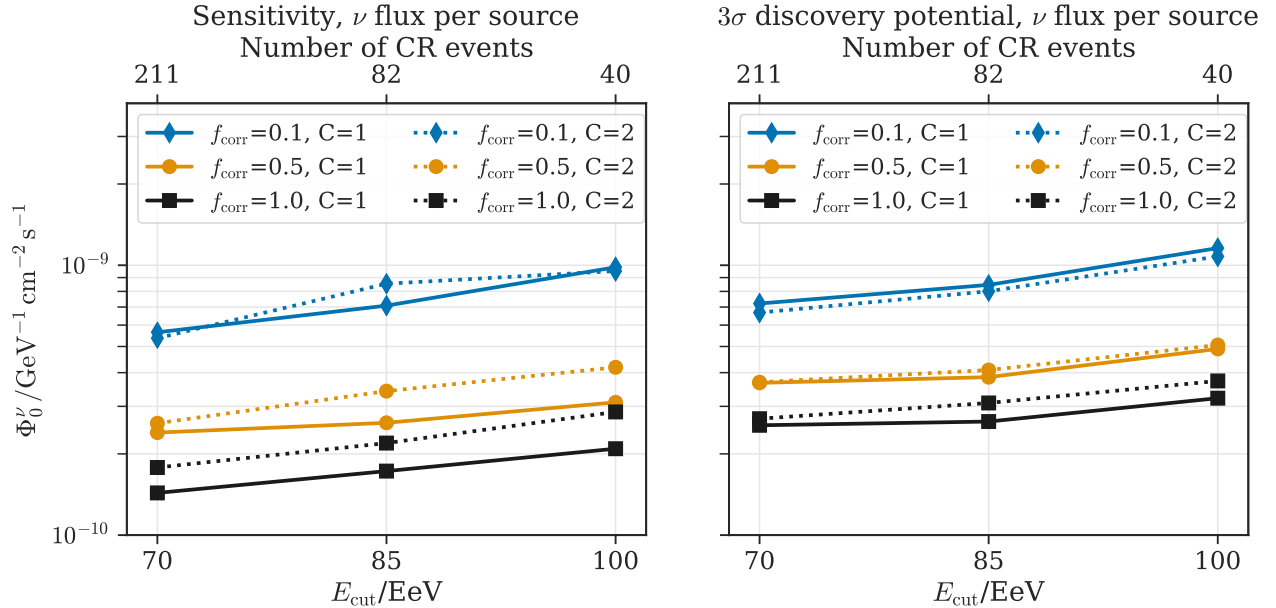 Sensitivity, ν flux per source
Number of CR events
211 82 40
f_corr=0.1, C=1 f_corr=0.1, C=2
f_corr=0.5, C=1 f_corr=0.5, C=2
f_corr=1.0, C=1 f_corr=1.0, C=2
Φ₀^ν /GeV⁻¹ cm⁻² s⁻¹
10⁻⁹
10⁻¹⁰
70 85 100
E_cut/EeV
3σ discovery potential, ν flux per source
Number of CR events
211 82 40
f_corr=0.1, C=1 f_corr=0.1, C=2
f_corr=0.5, C=1 f_corr=0.5, C=2
f_corr=1.0, C=1 f_corr=1.0, C=2
70 85 100
E_cut/EeV